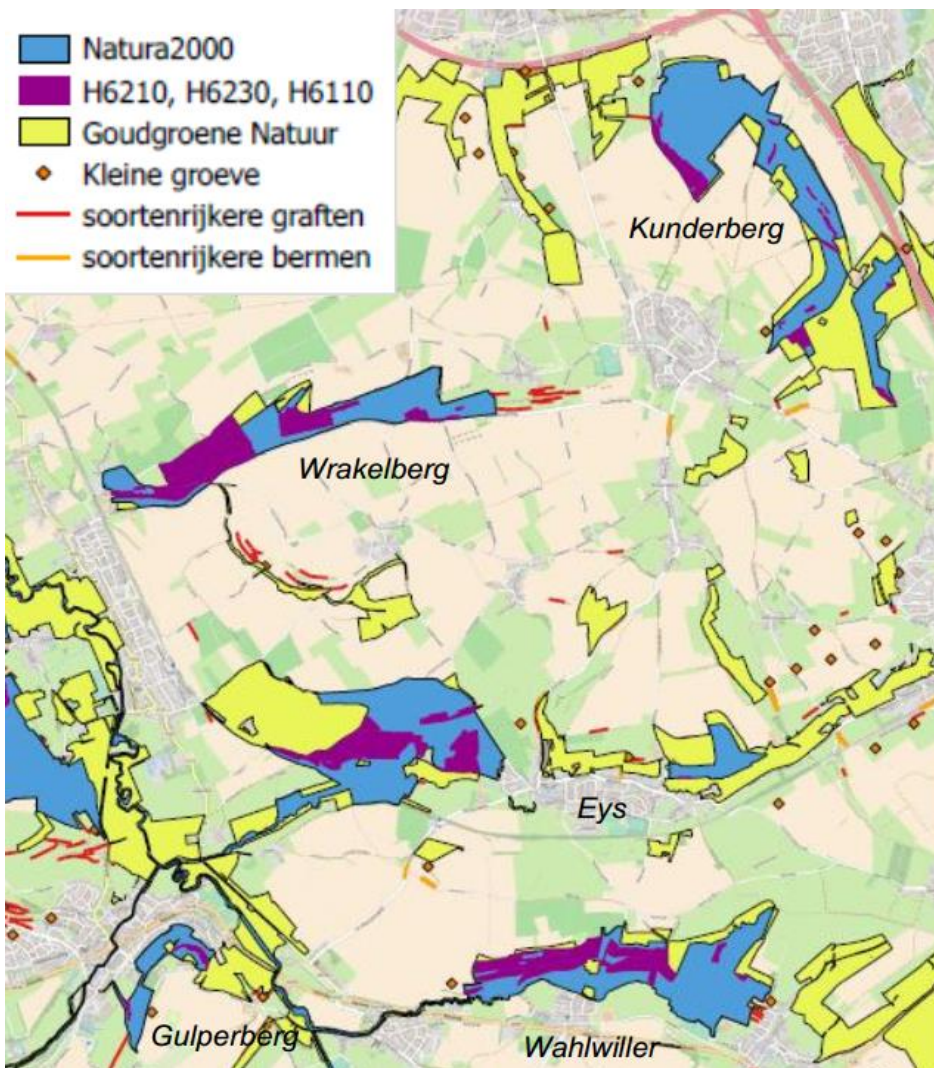 Natura2000
H6210, H6230, H6110
Goudgroene Natuur
Kleine groeve
soortenrijkere graften
soortenrijkere bermen
Kunderberg
Wrakelberg
Eys
Gulperberg
Wahlwiller